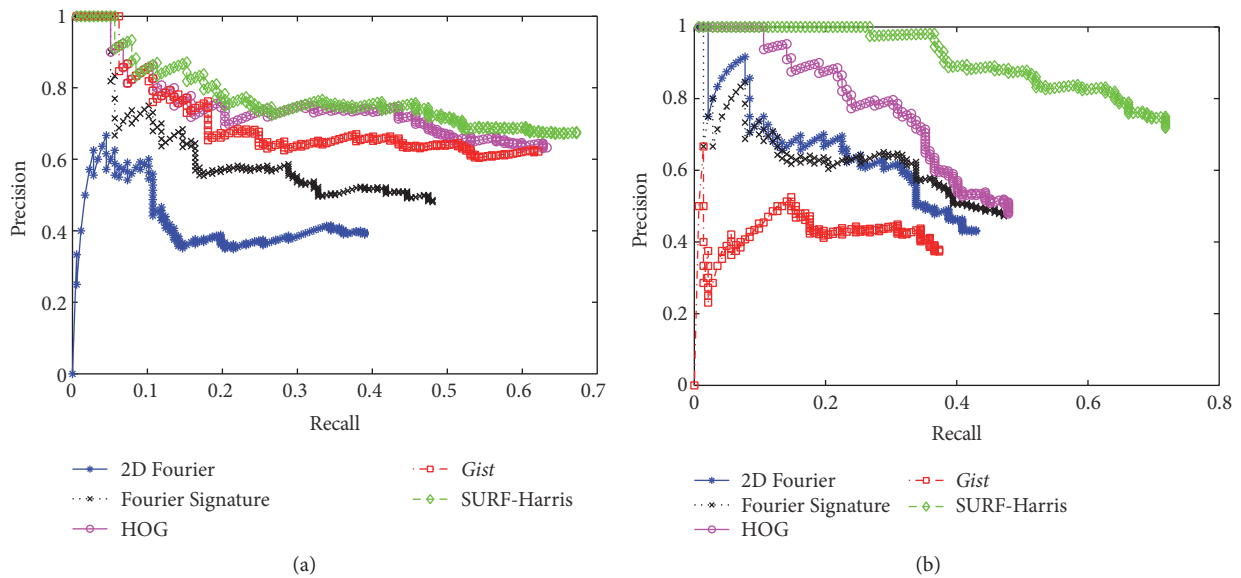 1
0.8
0.6
0.4
0.2
0
Precision
0 0.1 0.2 0.3 0.4 0.5 0.6 0.7
Recall
2D Fourier
Fourier Signature
HOG
Gist
SURF-Harris
(a)
1
0.8
0.6
0.4
0.2
0
Precision
0 0.2 0.4 0.6 0.8
Recall
2D Fourier
Fourier Signature
HOG
Gist
SURF-Harris
(b)